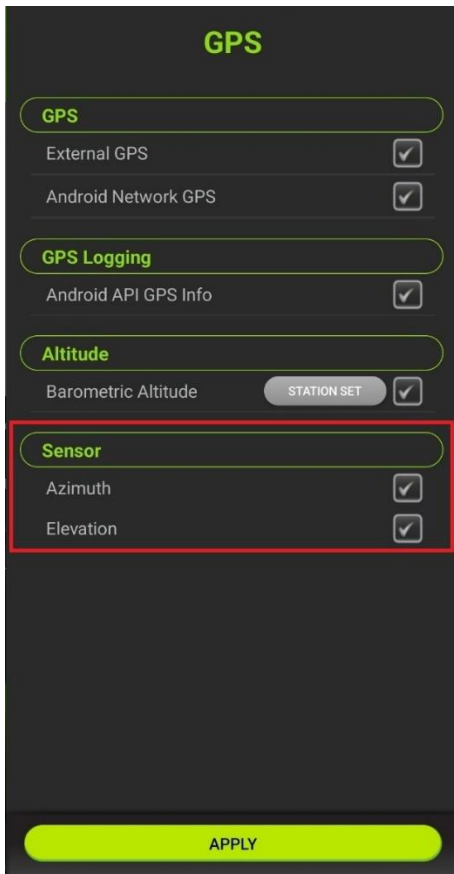 GPS
GPS
External GPS
Android Network GPS
GPS Logging
Android API GPS Info
Altitude
Barometric Altitude STATION SET
Sensor
Azimuth
Elevation
APPLY